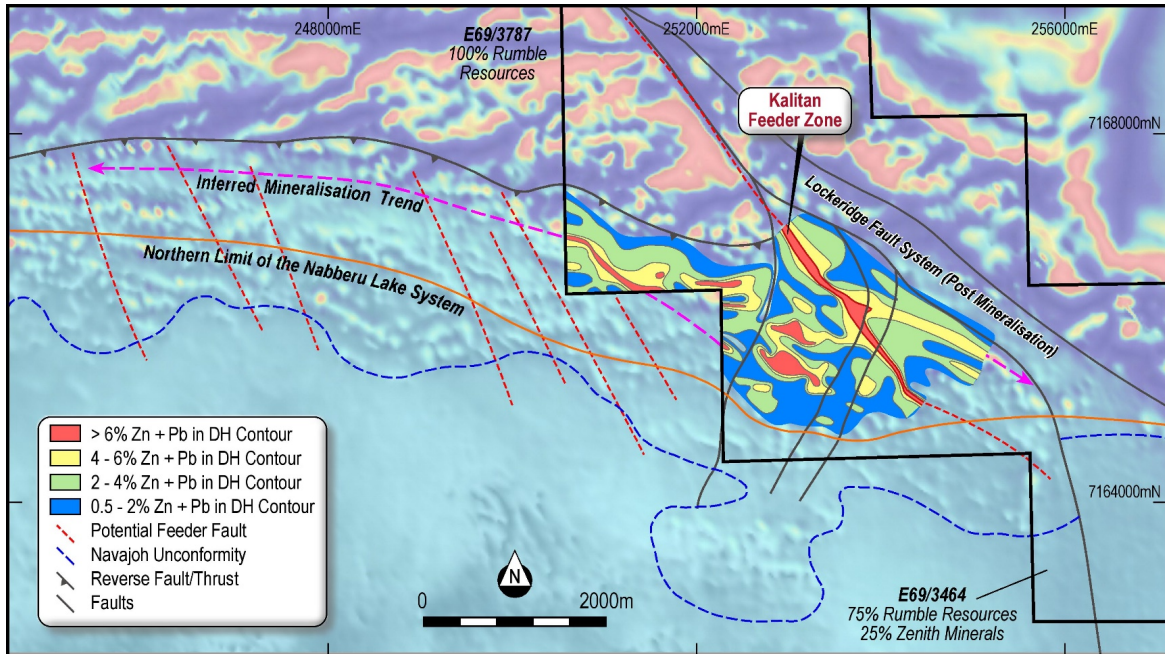 248000mE
252000mE
256000mE
E69/3787
100% Rumble
Resources
Kalitan
Feeder Zone
7168000mN
Inferred Mineralisation Trend
Lockeridge Fault System (Post Mineralisation)
Northern Limit of the Nabberu Lake System
> 6% Zn + Pb in DH Contour
4 - 6% Zn + Pb in DH Contour
2 - 4% Zn + Pb in DH Contour
0.5 - 2% Zn + Pb in DH Contour
Potential Feeder Fault
Navajoh Unconformity
Reverse Fault/Thrust
Faults
N
0
2000m
7164000mN
E69/3464
75% Rumble Resources
25% Zenith Minerals